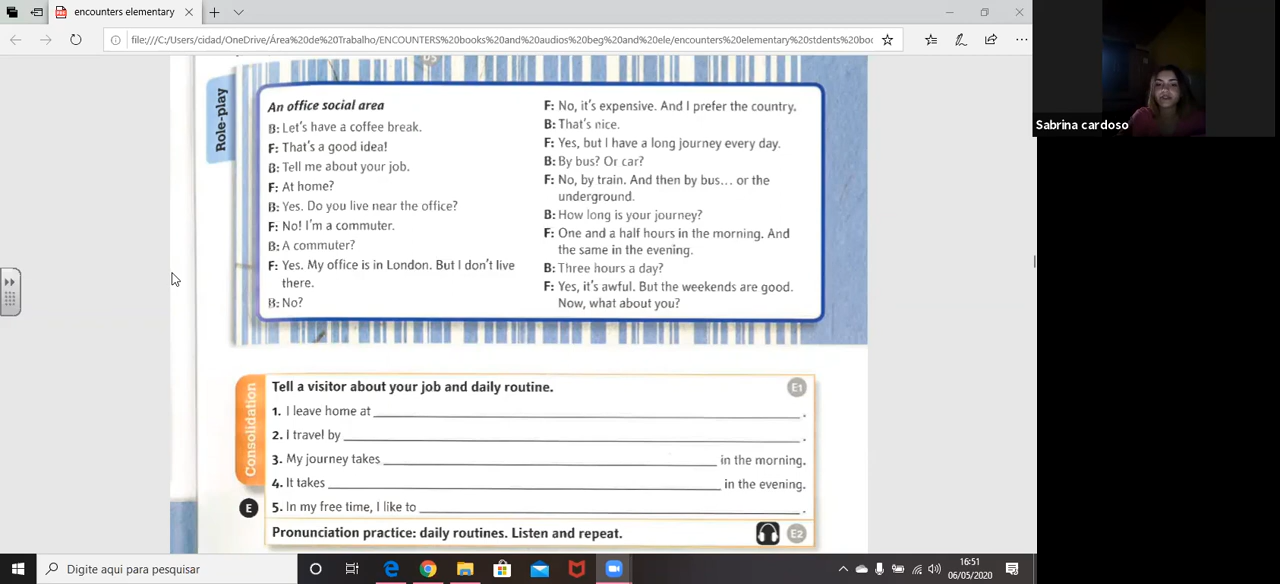 encounters elementary
file:///C:/Users/cidad/OneDrive/Área%20de%20Trabalho/ENCOUNTERS%20books%20and%20audios%20beg%20and%20ele/encounters%20elementary%20stdents%20boo
Sabrina cardoso
Role-play
An office social area
B: Let's have a coffee break.
F: That's a good idea!
B: Tell me about your job.
F: At home?
B: Yes. Do you live near the office?
F: No! I'm a commuter.
B: A commuter?
F: Yes. My office is in London. But I don't live
there.
B: No?
F: No, it's expensive. And I prefer the country.
B: That's nice.
F: Yes, but I have a long journey every day.
B: By bus? Or car?
F: No, by train. And then by bus... or the
underground.
B: How long is your journey?
F: One and a half hours in the morning. And
the same in the evening.
B: Three hours a day?
F: Yes, it's awful. But the weekends are good.
Now, what about you?
Consolidation
Tell a visitor about your job and daily routine.
E1
1. I leave home at ____.
2. I travel by ____.
3. My journey takes ____ in the morning.
4. It takes ____ in the evening.
E
5. In my free time, I like to ____.
Pronunciation practice: daily routines. Listen and repeat.
E2
Digite aqui para pesquisar
16:51
06/05/2020